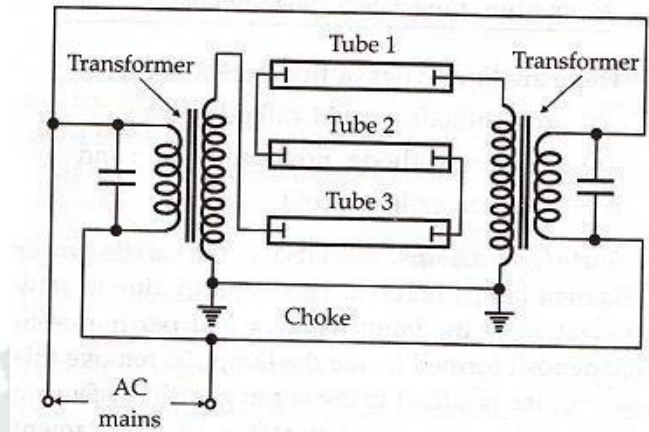 Tube 1
Transformer
Transformer
Tube 2
Tube 3
Choke
AC
mains